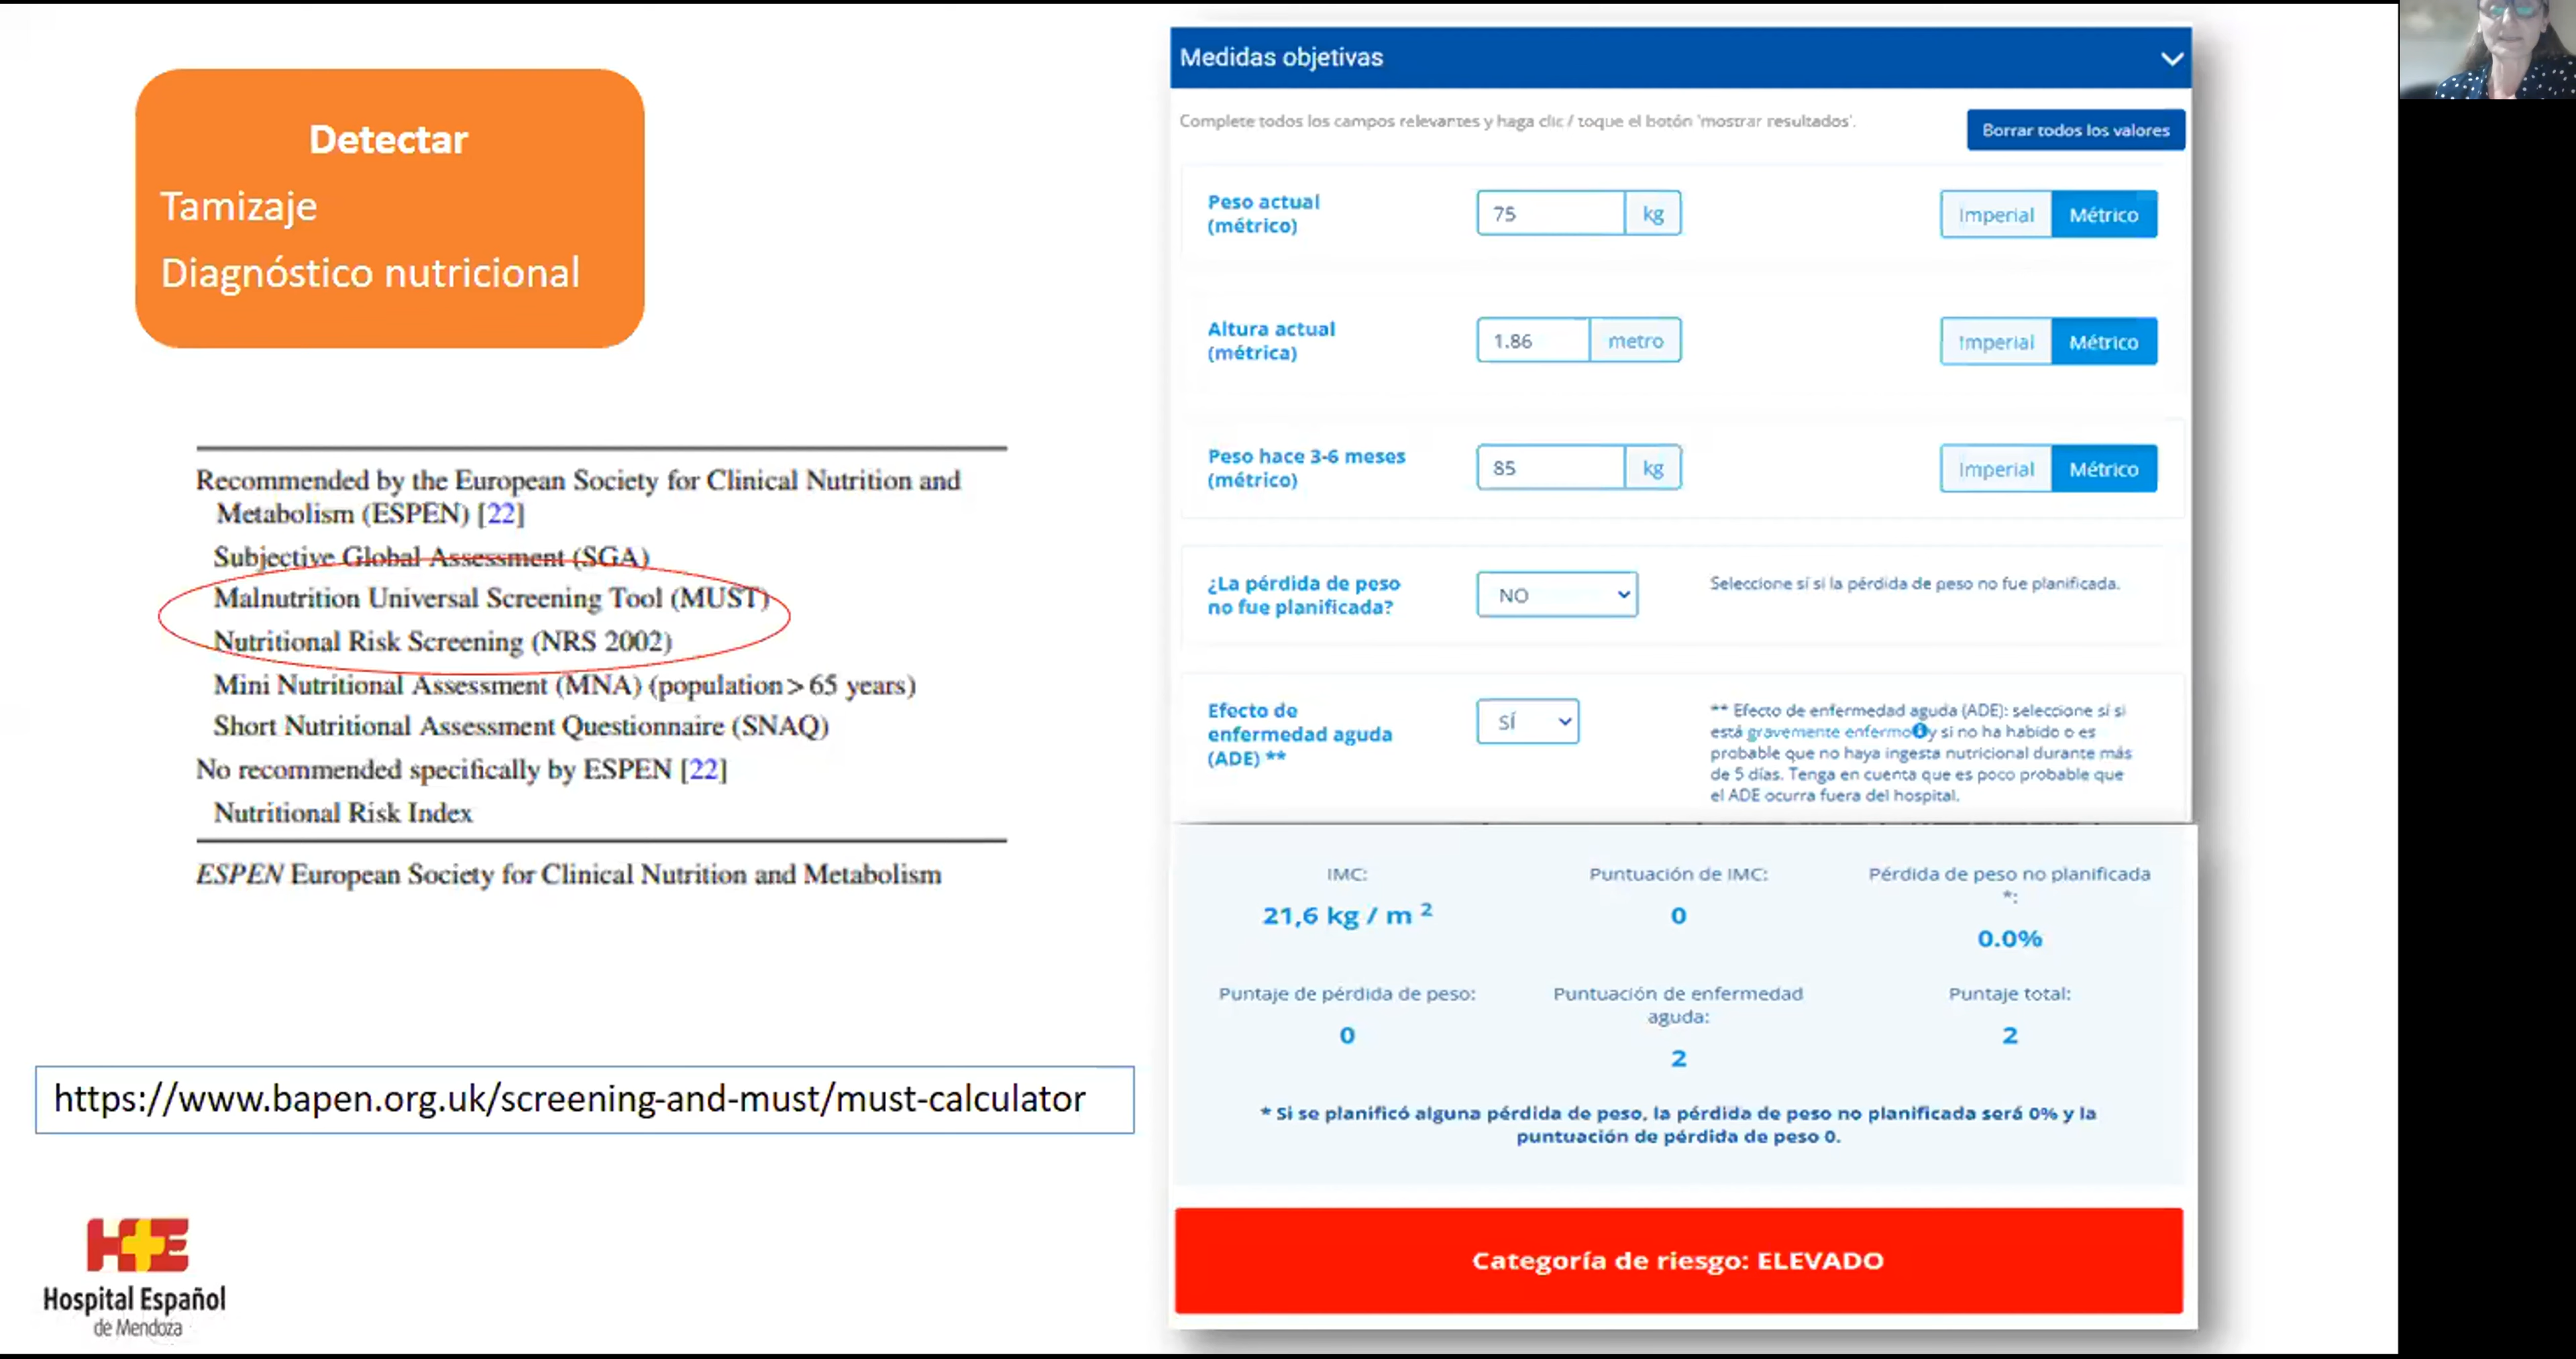 Detectar
Tamizaje
Diagnóstico nutricional
Recommended by the European Society for Clinical Nutrition and
Metabolism (ESPEN) [22]
Subjective Global Assessment (SGA)
Malnutrition Universal Screening Tool (MUST)
Nutritional Risk Screening (NRS 2002)
Mini Nutritional Assessment (MNA) (population > 65 years)
Short Nutritional Assessment Questionnaire (SNAQ)
No recommended specifically by ESPEN [22]
Nutritional Risk Index
ESPEN European Society for Clinical Nutrition and Metabolism
https://www.bapen.org.uk/screening-and-must/must-calculator
Hospital Español
de Mendoza
Medidas objetivas
Complete todos los campos relevantes y haga clic / toque el botón 'mostrar resultados'.
Borrar todos los valores
Peso actual
(métrico)
75 kg
Imperial Métrico
Altura actual
(métrica)
1.86 metro
Imperial Métrico
Peso hace 3-6 meses
(métrico)
85 kg
Imperial Métrico
¿La pérdida de peso
no fue planificada?
NO
Seleccione sí si la pérdida de peso no fue planificada.
Efecto de
enfermedad aguda
(ADE) **
SÍ
** Efecto de enfermedad aguda (ADE): seleccione sí si
está gravemente enfermo y si no ha habido o es
probable que no haya ingesta nutricional durante más
de 5 días. Tenga en cuenta que es poco probable que
el ADE ocurra fuera del hospital.
IMC:
21,6 kg / m 2
Puntuación de IMC:
0
Pérdida de peso no planificada
*:
0.0%
Puntaje de pérdida de peso:
0
Puntuación de enfermedad
aguda:
2
Puntaje total:
2
* Si se planificó alguna pérdida de peso, la pérdida de peso no planificada será 0% y la
puntuación de pérdida de peso 0.
Categoría de riesgo: ELEVADO